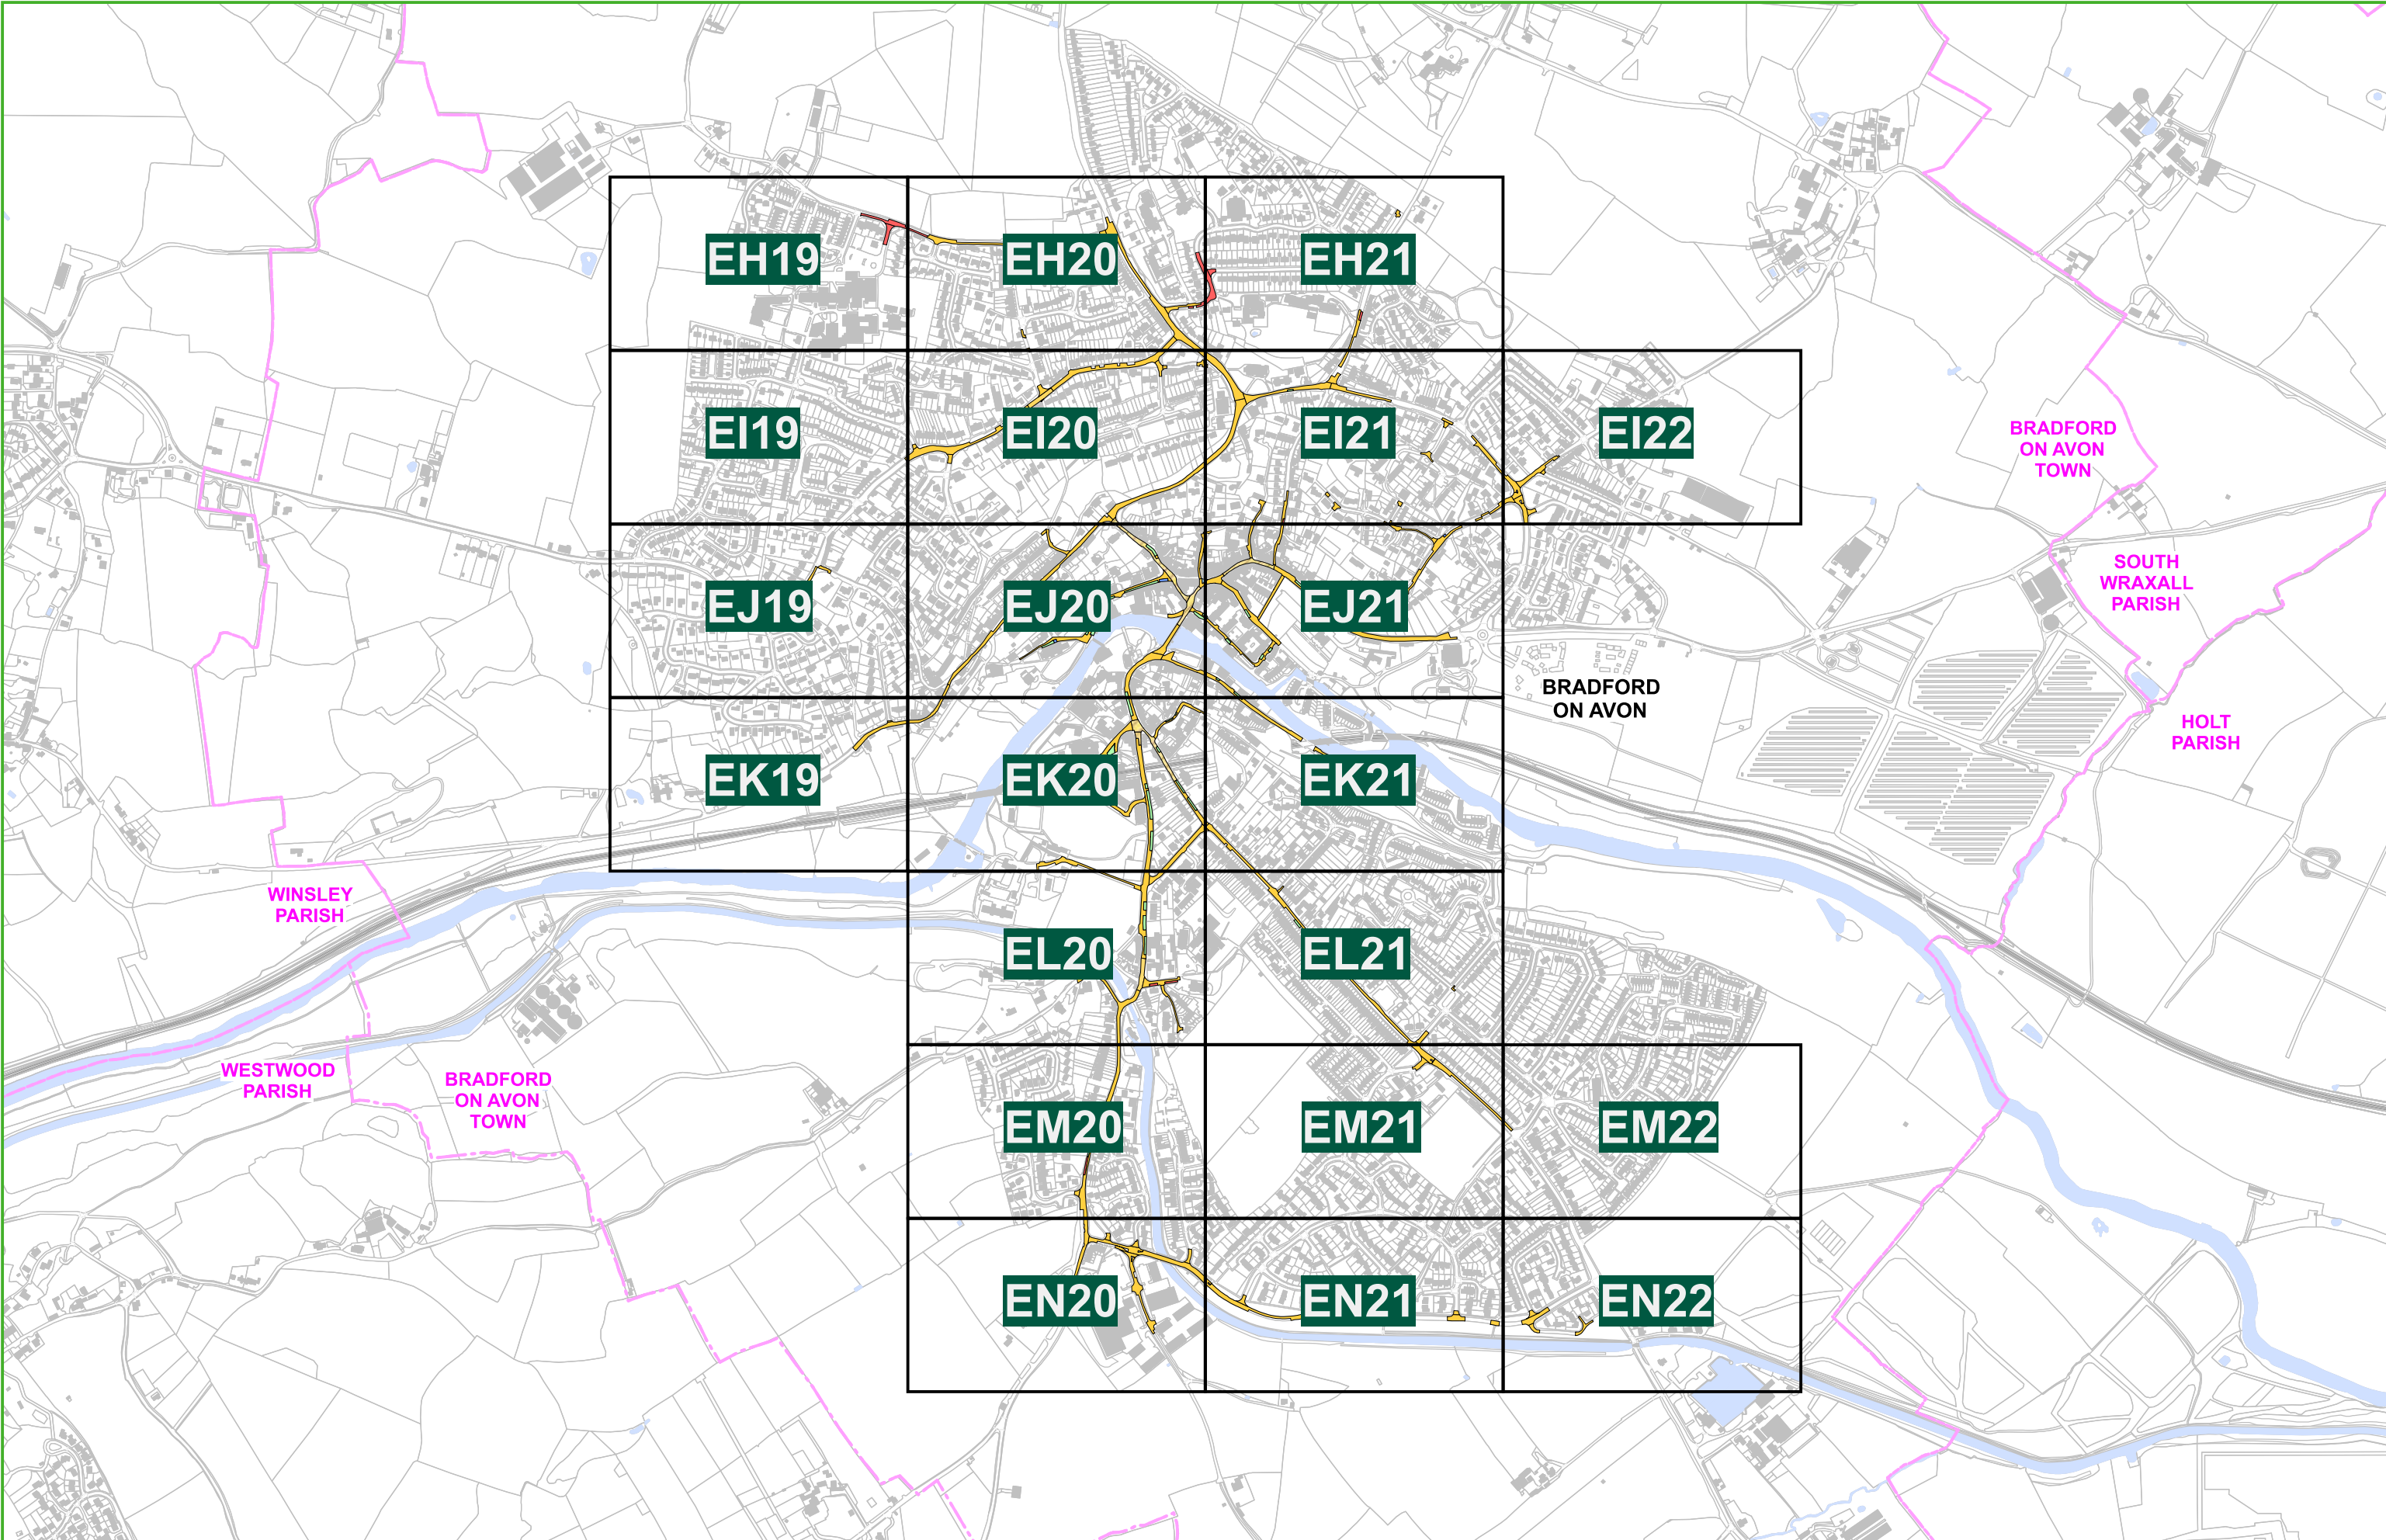 EH19
EH20
EH21
EI19
EI20
EI21
EI22
BRADFORD
ON AVON
TOWN
EJ19
EJ20
EJ21
SOUTH
WRAXALL
PARISH
BRADFORD
ON AVON
HOLT
PARISH
EK19
EK20
EK21
WINSLEY
PARISH
EL20
EL21
WESTWOOD
PARISH
BRADFORD
ON AVON
TOWN
EM20
EM21
EM22
EN20
EN21
EN22